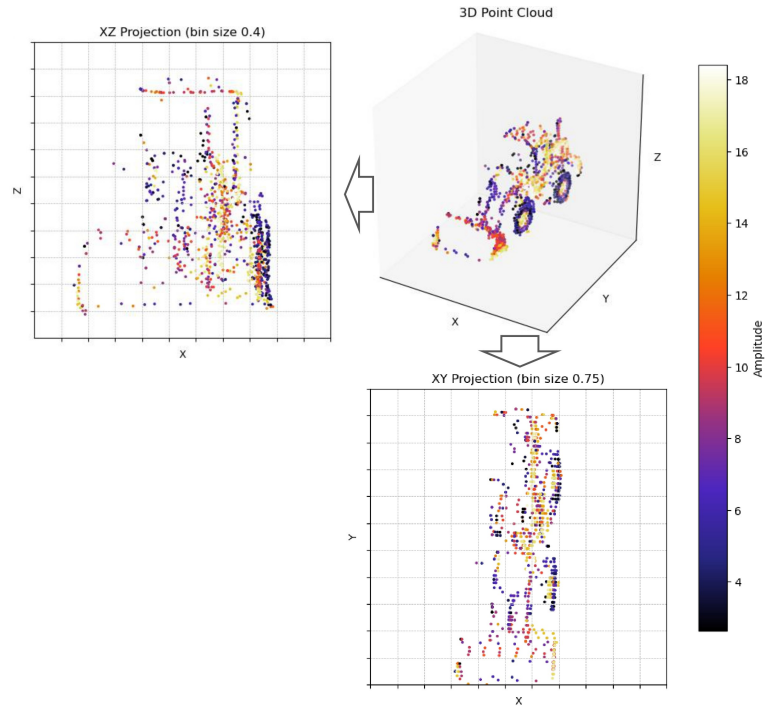 3D Point Cloud
XZ Projection (bin size 0.4)
Z
X
Z
Y
X
XY Projection (bin size 0.75)
Y
X
18
16
14
12
10
8
6
4
Amplitude